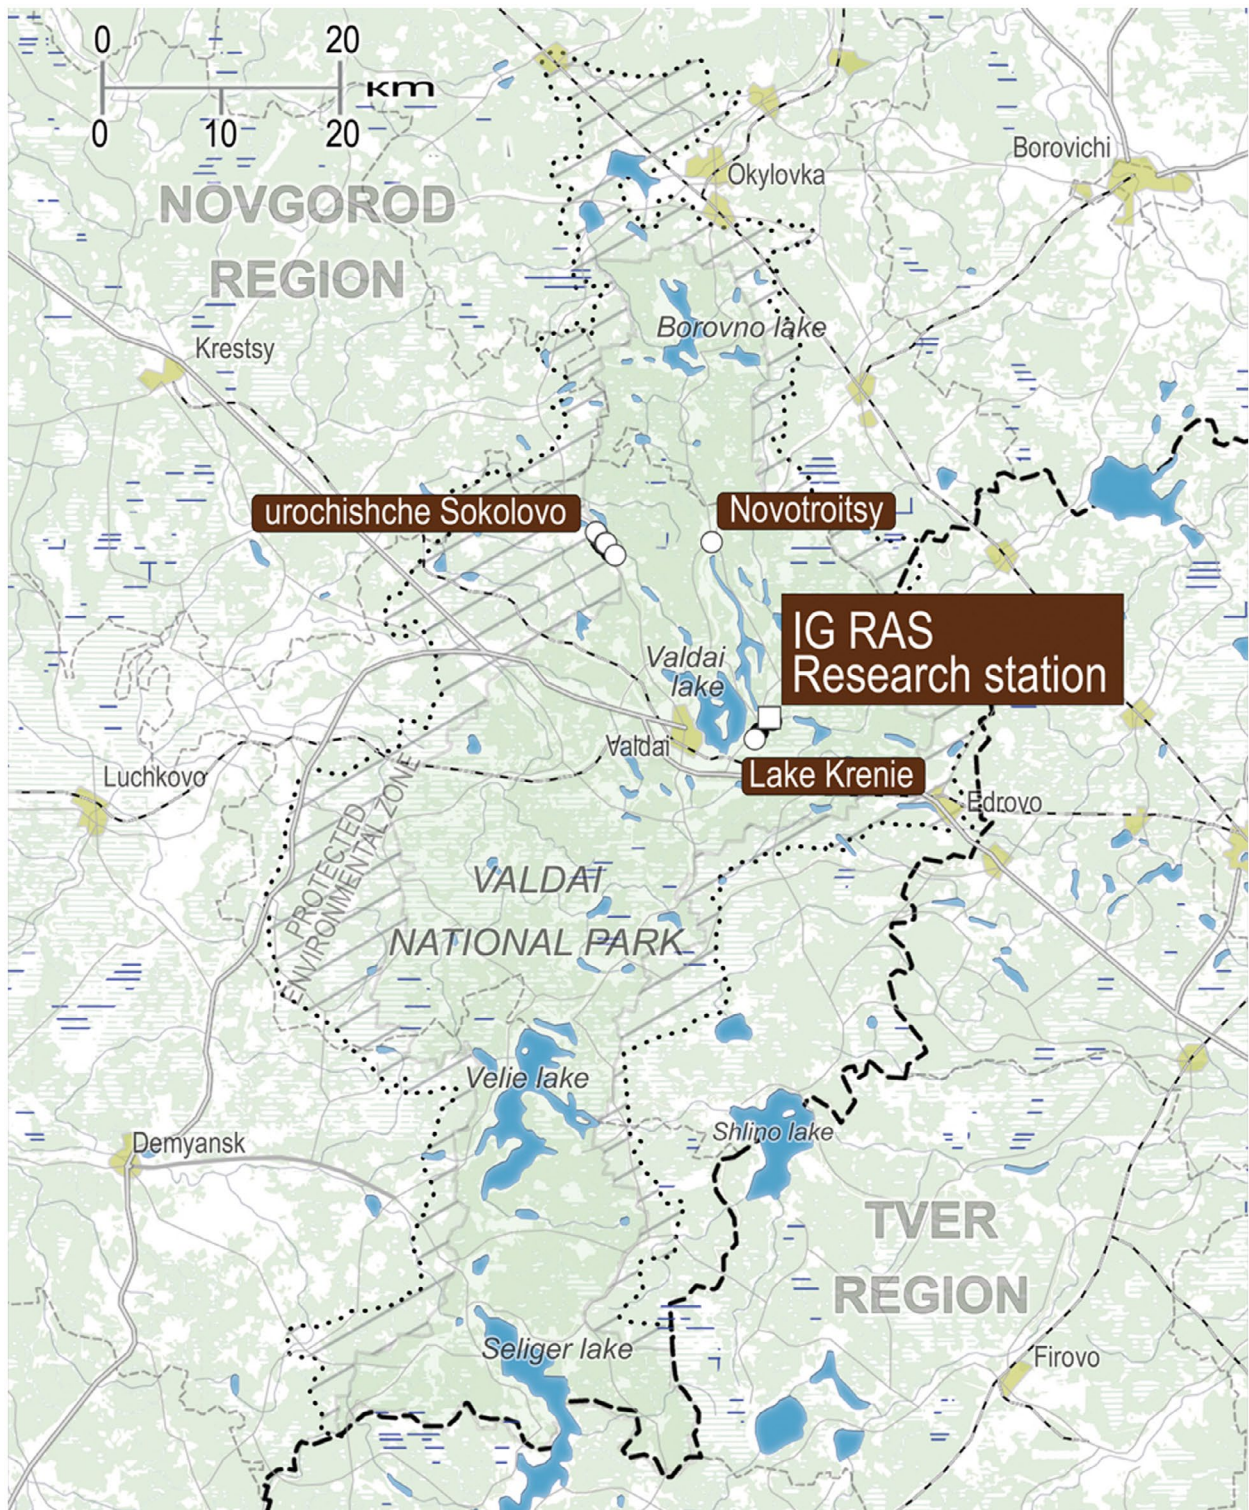 0 20
км
0 10 20
NOVGOROD
REGION
Borovichi
Okylovka
Borovno lake
Krestsy
urochishche Sokolovo
Novotroitsy
IG RAS
Research station
Valdai
lake
Valdai
Lake Krenie
Luchkovo
Edrovo
PROTECTED
ENVIRONMENTAL ZONE
VALDAI
NATIONAL PARK
Velie lake
Shlino lake
Demyansk
TVER
REGION
Seliger lake
Firovo